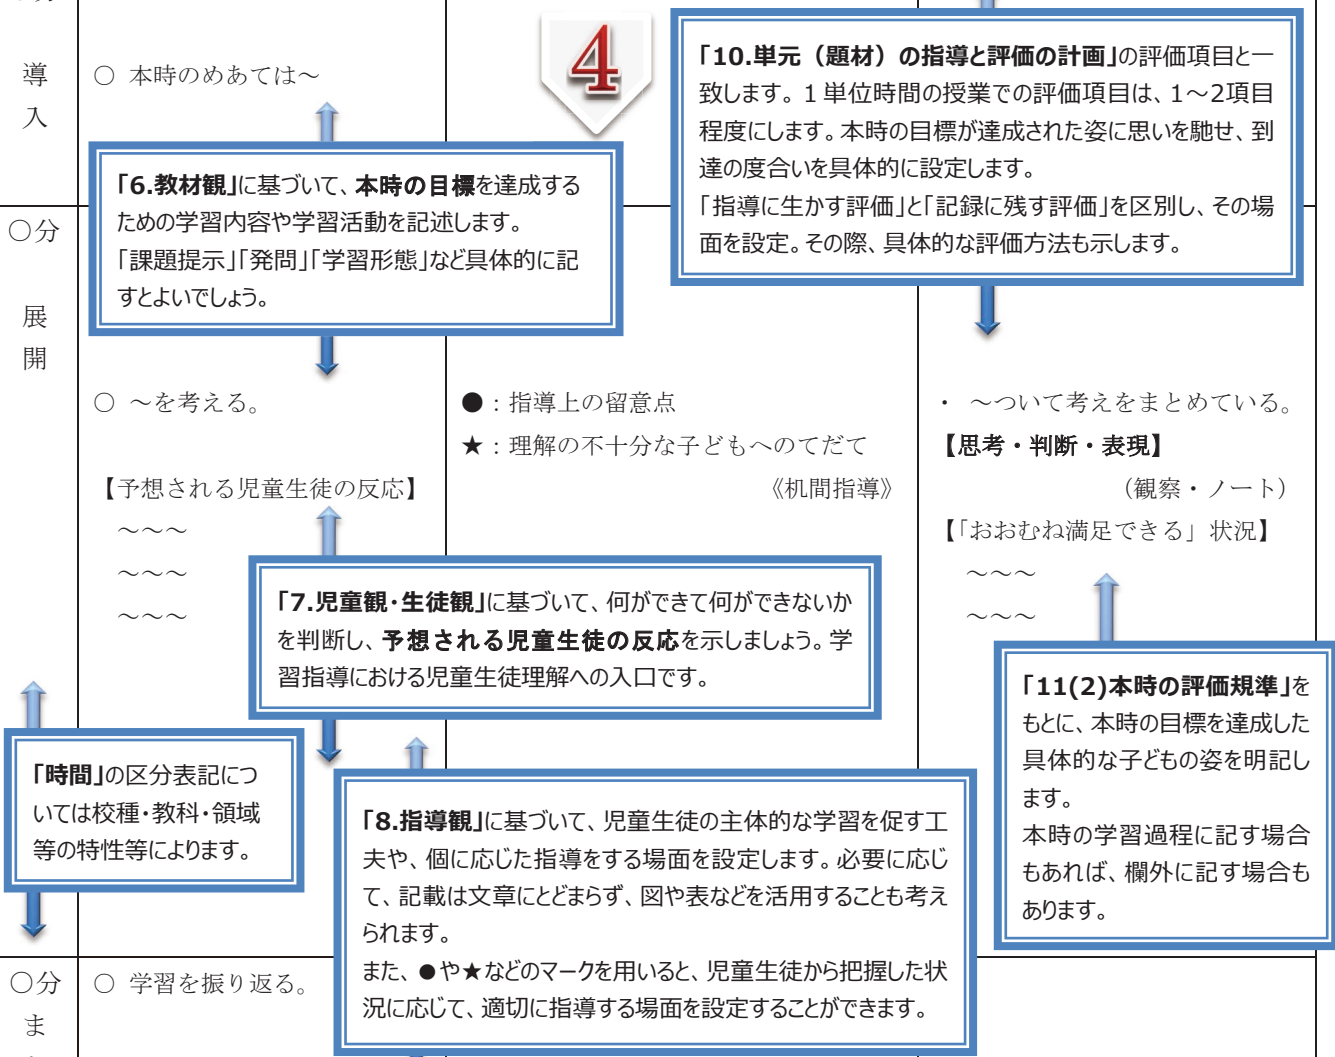 導
入
○ 本時のめあては～
4
「10.単元（題材）の指導と評価の計画」の評価項目と一
致します。1単位時間の授業での評価項目は、1～2項目
程度にします。本時の目標が達成された姿に思いを馳せ、到
達の度合いを具体的に設定します。
「指導に生かす評価」と「記録に残す評価」を区別し、その場
面を設定。その際、具体的な評価方法も示します。
「6.教材観」に基づいて、本時の目標を達成する
ための学習内容や学習活動を記述します。
「課題提示」「発問」「学習形態」など具体的に記
すとよいでしょう。
○分
展
開
○ ～を考える。
【予想される児童生徒の反応】
～～～
～～～
～～～
●：指導上の留意点
★：理解の不十分な子どもへのてだて
《机間指導》
・ ～ついて考えをまとめている。
【思考・判断・表現】
（観察・ノート）
【「おおむね満足できる」状況】
～～～
～～～
「7.児童観・生徒観」に基づいて、何ができて何ができないか
を判断し、予想される児童生徒の反応を示しましょう。学
習指導における児童生徒理解への入口です。
「11(2)本時の評価規準」を
もとに、本時の目標を達成した
具体的な子どもの姿を明記し
ます。
本時の学習過程に記す場合
もあれば、欄外に記す場合も
あります。
「時間」の区分表記につ
いては校種・教科・領域
等の特性等によります。
「8.指導観」に基づいて、児童生徒の主体的な学習を促す工
夫や、個に応じた指導をする場面を設定します。必要に応じ
て、記載は文章にとどまらず、図や表などを活用することも考え
られます。
また、●や★などのマークを用いると、児童生徒から把握した状
況に応じて、適切に指導する場面を設定することができます。
○分
ま
○ 学習を振り返る。